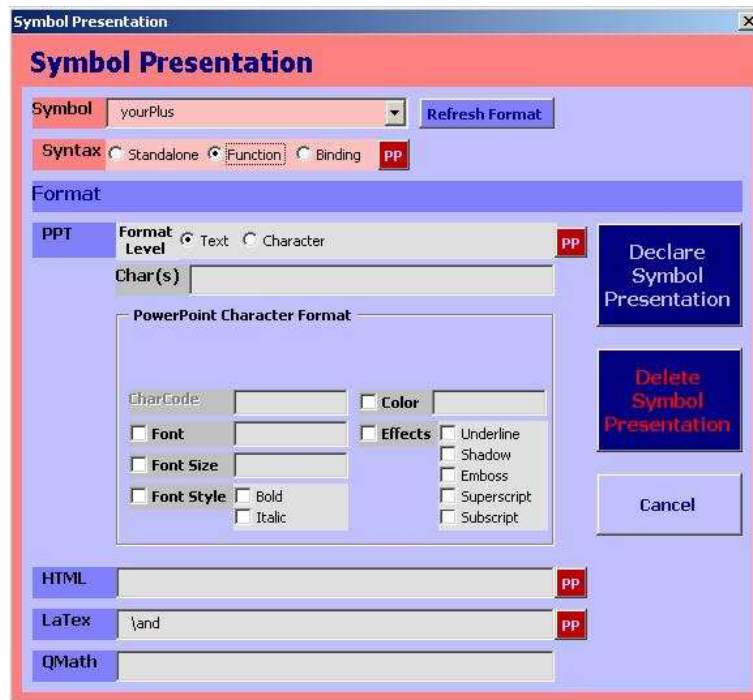 Symbol Presentation
Symbol Presentation
Symbol yourPlus Refresh Format
Syntax Standalone Function Binding PP
Format
PPT Format Level Text Character PP
Char(s)
PowerPoint Character Format
CharCode Color
Font Effects Underline
Shadow
Font Size Emboss
Font Style Bold Superscript
Italic Subscript
Declare
Symbol
Presentation
Delete
Symbol
Presentation
Cancel
HTML PP
LaTex \and PP
QMath